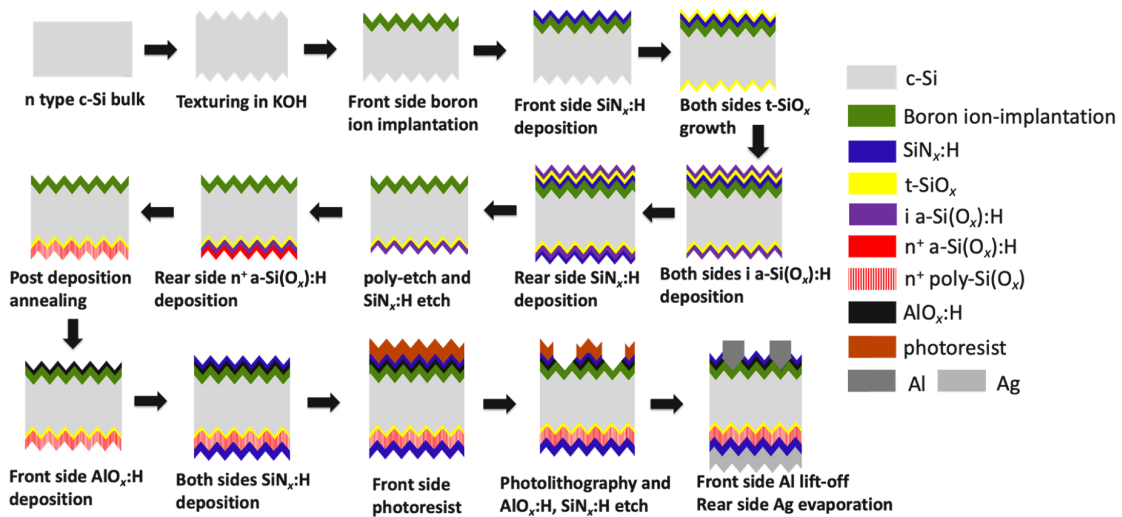 n type c-Si bulk
Texturing in KOH
Front side boron
ion implantation
Front side SiNₓ:H
deposition
Both sides t-SiOₓ
growth
Post deposition
annealing
Rear side n⁺ a-Si(Oₓ):H
deposition
poly-etch and
SiNₓ:H etch
Rear side SiNₓ:H
deposition
Both sides i a-Si(Oₓ):H
deposition
Front side AlOₓ:H
deposition
Both sides SiNₓ:H
deposition
Front side
photoresist
Photolithography and
AlOₓ:H, SiNₓ:H etch
Front side Al lift-off
Rear side Ag evaporation
c-Si
Boron ion-implantation
SiNₓ:H
t-SiOₓ
i a-Si(Oₓ):H
n⁺ a-Si(Oₓ):H
n⁺ poly-Si(Oₓ)
AlOₓ:H
photoresist
Al Ag